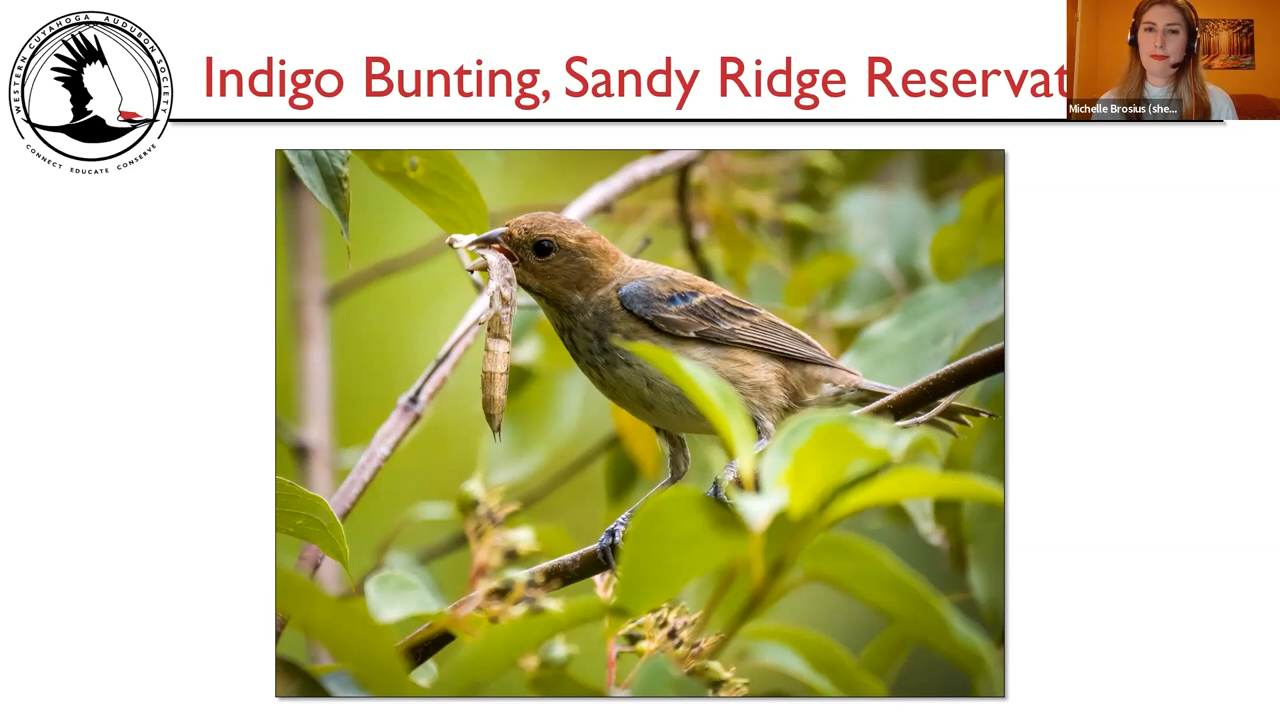 WESTERN CUYAHOGA AUDUBON SOCIETY
CONNECT EDUCATE CONSERVE
Indigo Bunting, Sandy Ridge Reservat
Michelle Brosius (she...